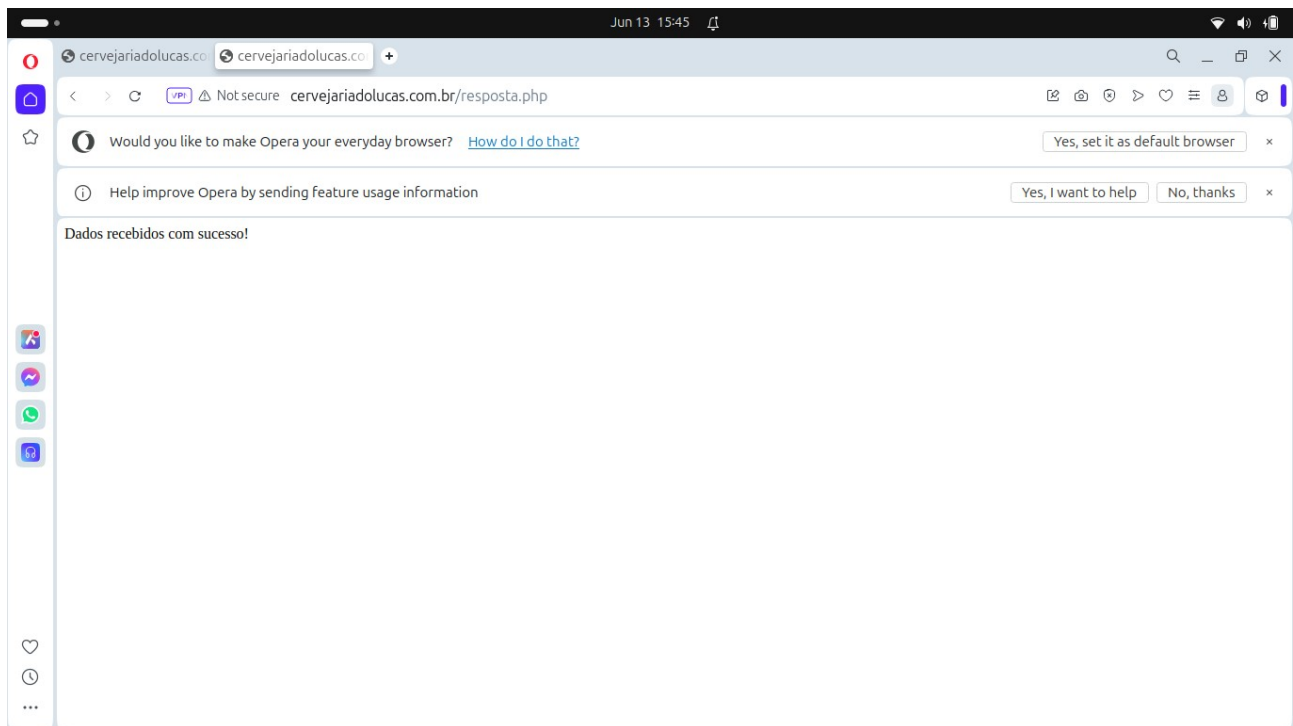 Jun 13 15:45
cervejariadolucas.co
cervejariadolucas.co
VPN
Not secure
cervejariadolucas.com.br/resposta.php
Would you like to make Opera your everyday browser? How do I do that?
Yes, set it as default browser
Help improve Opera by sending feature usage information
Yes, I want to help
No, thanks
Dados recebidos com sucesso!